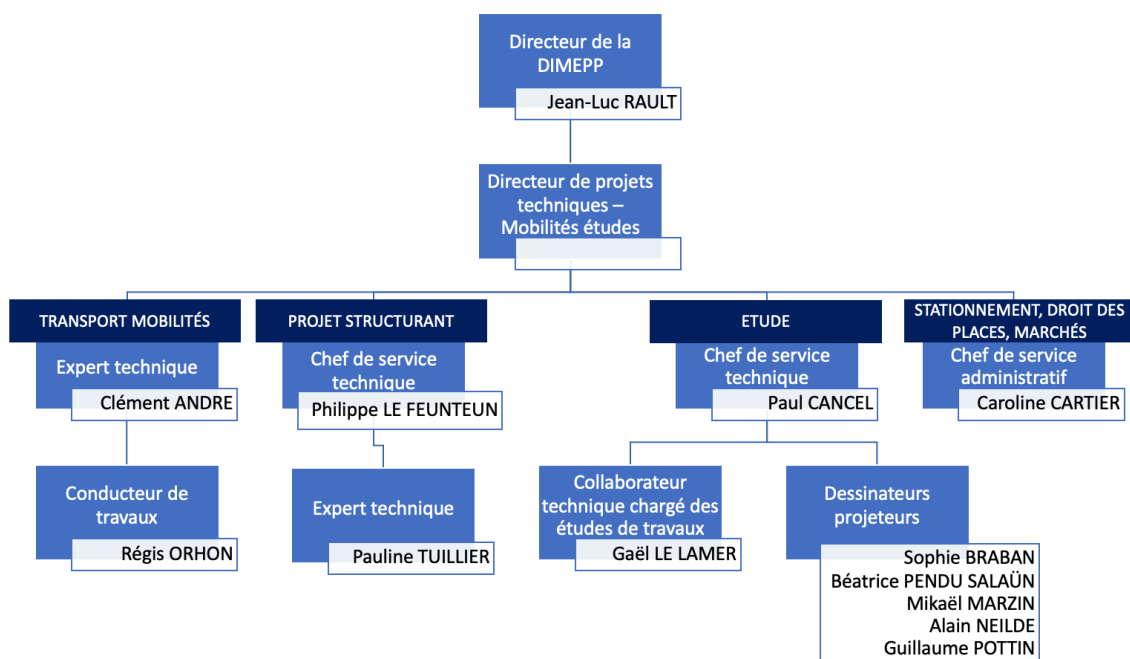 Directeur de la
DIMEPP
Jean-Luc RAULT
Directeur de projets
techniques –
Mobilités études
TRANSPORT MOBILITÉS
Expert technique
Clément ANDRE
Conducteur de
travaux
Régis ORHON
PROJET STRUCTURANT
Chef de service
technique
Philippe LE FEUNTEUN
Expert technique
Pauline TUILLIER
ETUDE
Chef de service
technique
Paul CANCEL
Collaborateur
technique chargé des
études de travaux
Gaël LE LAMER
Dessinateurs
projeteurs
Sophie BRABAN
Béatrice PENDU SALAÜN
Mikaël MARZIN
Alain NEILDE
Guillaume POTTIN
STATIONNEMENT, DROIT DES
PLACES, MARCHÉS
Chef de service
administratif
Caroline CARTIER